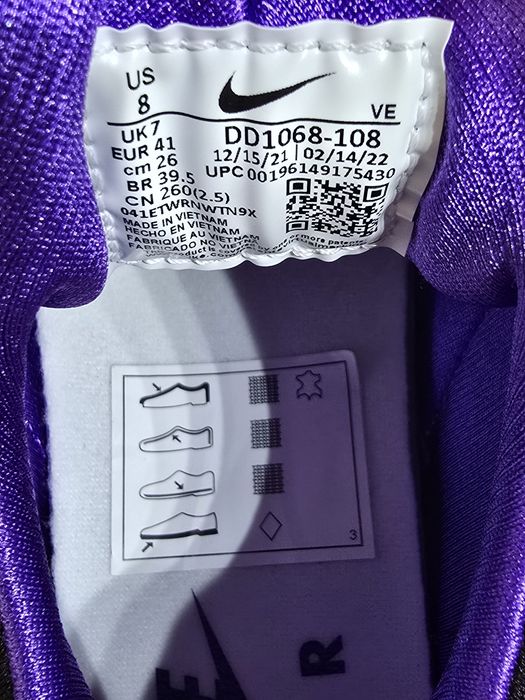 US
8
VE
UK 7
EUR 41
cm 26
BR 39.5
CN 260(2.5)
041ETWRNWTN9X
MADE IN VIETNAM
HECHO EN VIETNAM
FABRIQUE AU VIETNAM
FABRICADO NO VIETNAM
DD1068-108
12/15/21 | 02/14/22
UPC 00196149175430
3
R